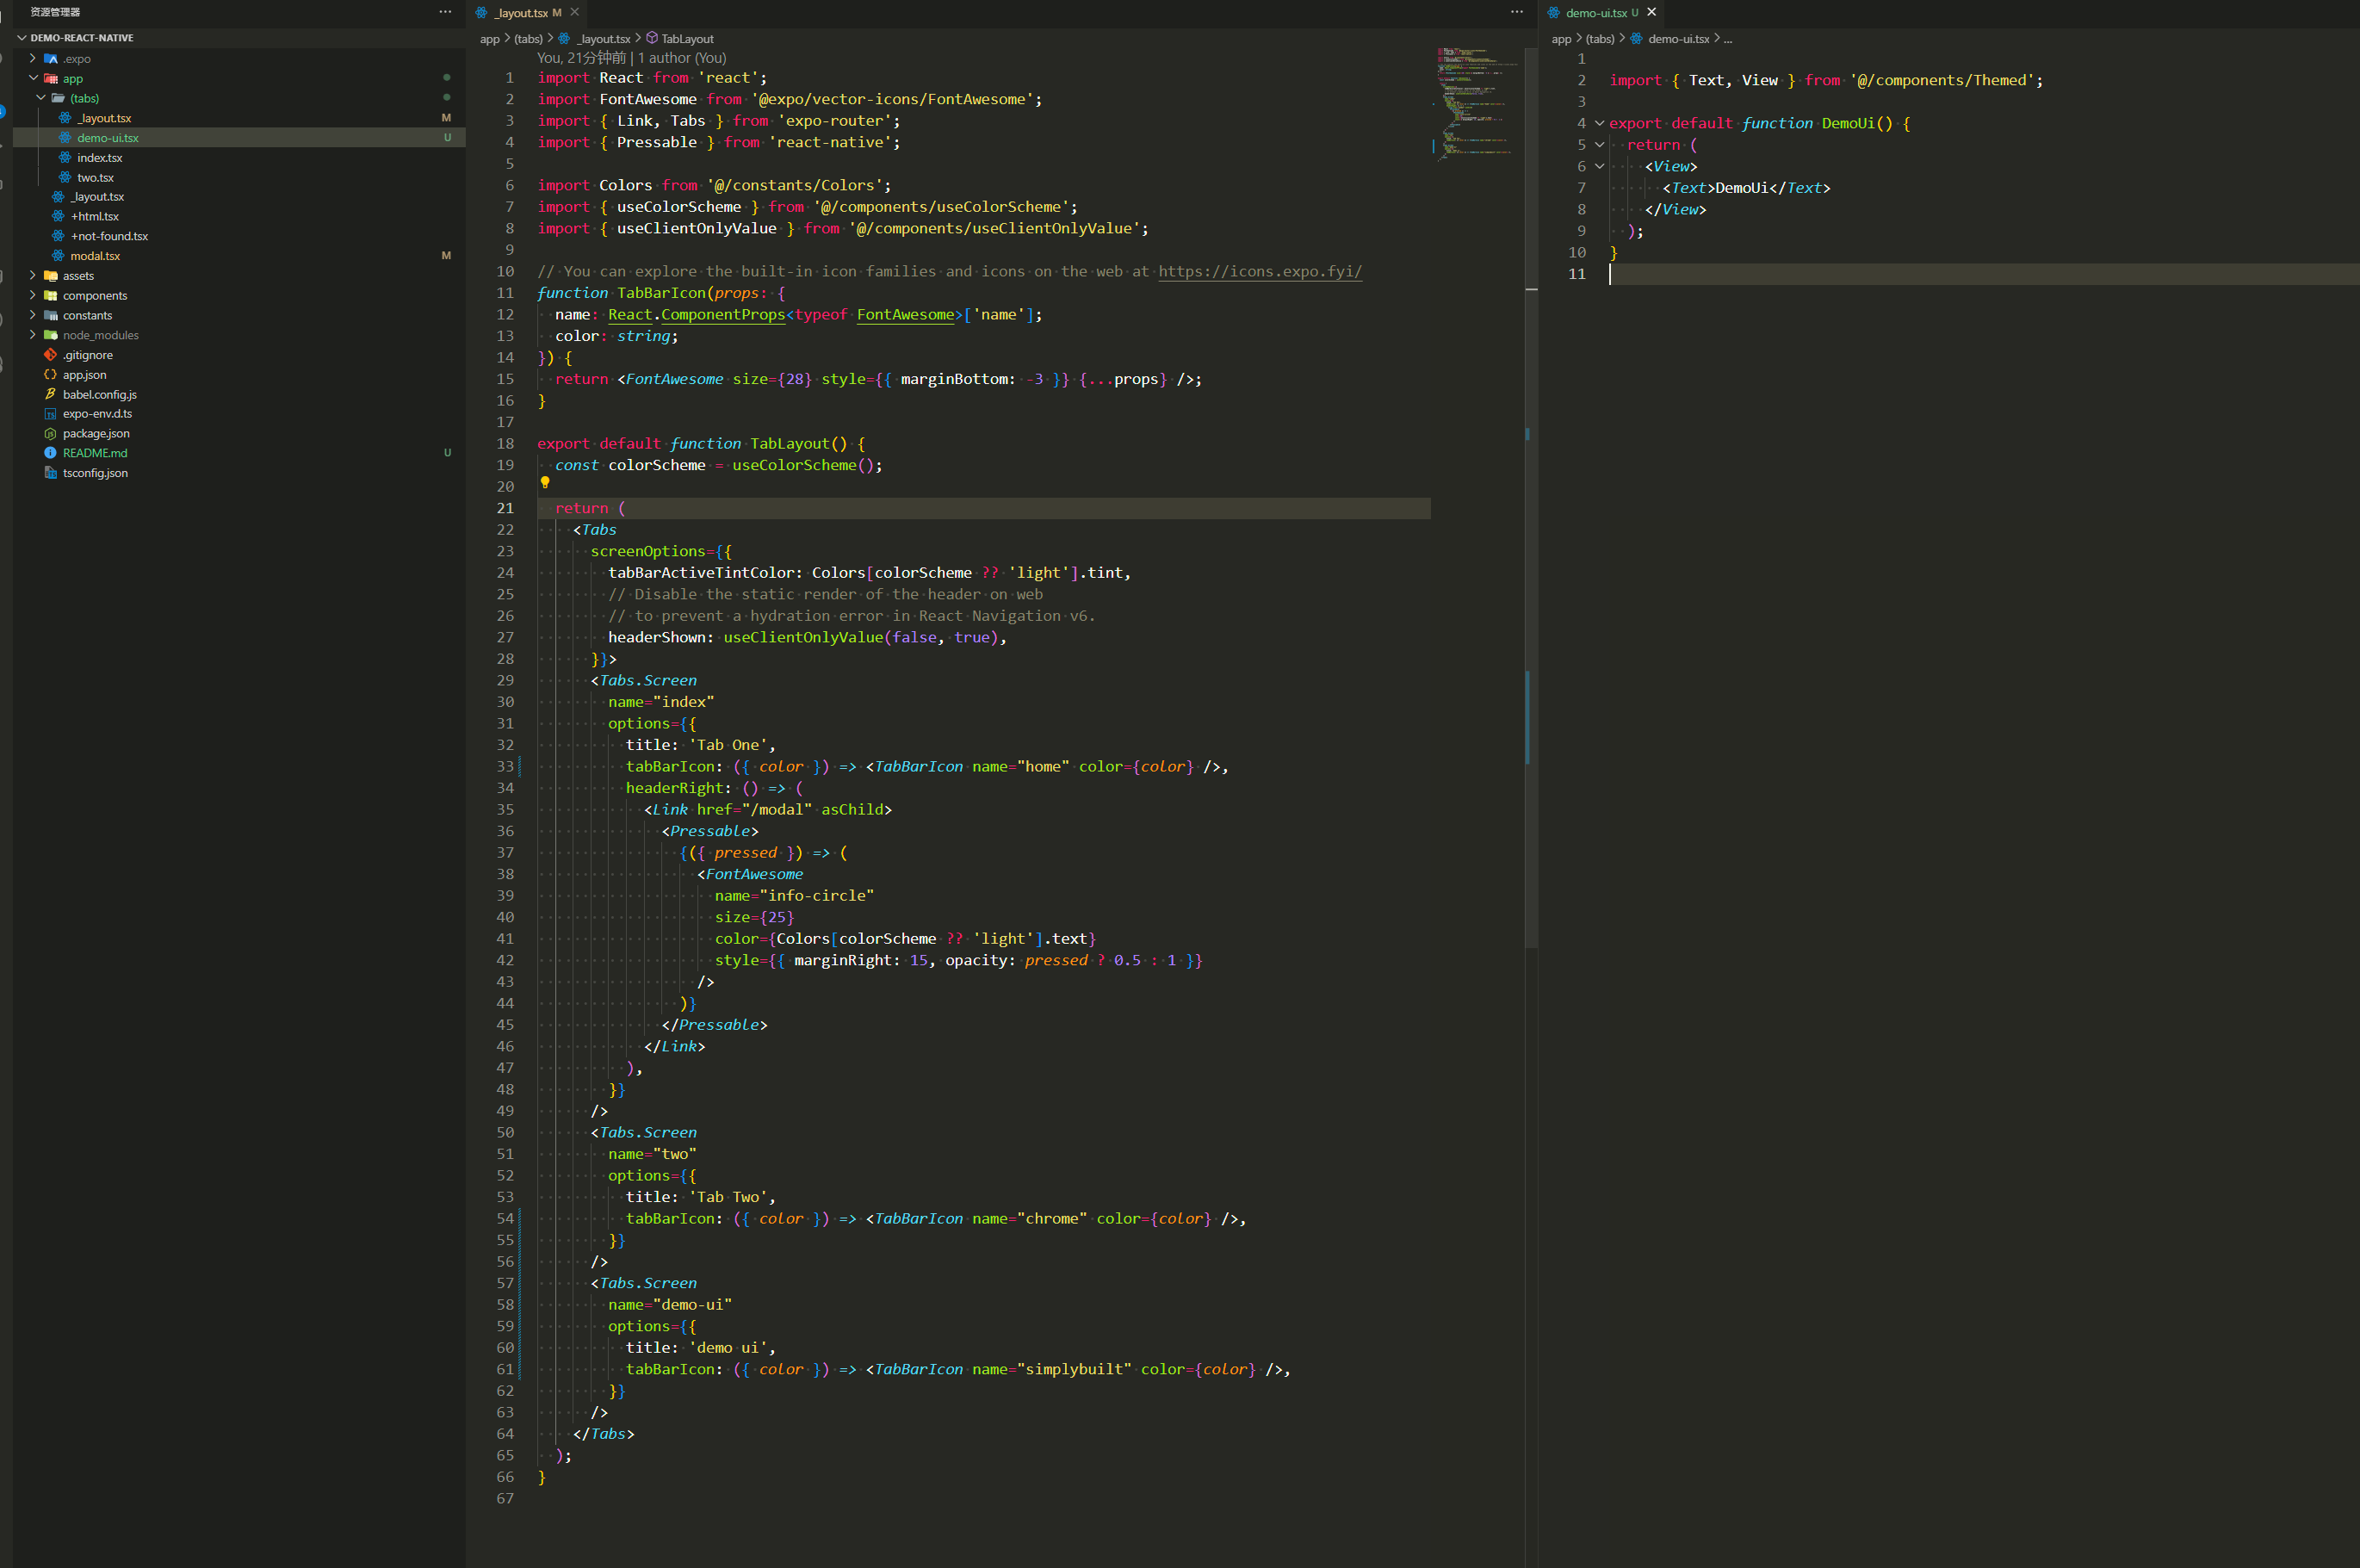 资源管理器
DEMO-REACT-NATIVE
.expo
app
(tabs)
_layout.tsx M
demo-ui.tsx U
index.tsx
two.tsx
_layout.tsx
+html.tsx
+not-found.tsx
modal.tsx M
assets
components
constants
node_modules
.gitignore
app.json
babel.config.js
expo-env.d.ts
package.json
README.md U
tsconfig.json
_layout.tsx M
app > (tabs) > _layout.tsx > TabLayout
You, 21分钟前 | 1 author (You)
1 import React from 'react';
2 import FontAwesome from '@expo/vector-icons/FontAwesome';
3 import { Link, Tabs } from 'expo-router';
4 import { Pressable } from 'react-native';
5
6 import Colors from '@/constants/Colors';
7 import { useColorScheme } from '@/components/useColorScheme';
8 import { useClientOnlyValue } from '@/components/useClientOnlyValue';
9
10 // You can explore the built-in icon families and icons on the web at https://icons.expo.fyi/
11 function TabBarIcon(props: {
12 name: React.ComponentProps<typeof FontAwesome>['name'];
13 color: string;
14 }) {
15 return <FontAwesome size={28} style={{ marginBottom: -3 }} {...props} />;
16 }
17
18 export default function TabLayout() {
19 const colorScheme = useColorScheme();
20
21 return (
22 <Tabs
23 screenOptions={{
24 tabBarActiveTintColor: Colors[colorScheme ?? 'light'].tint,
25 // Disable the static render of the header on web
26 // to prevent a hydration error in React Navigation v6.
27 headerShown: useClientOnlyValue(false, true),
28 }}>
29 <Tabs.Screen
30 name="index"
31 options={{
32 title: 'Tab One',
33 tabBarIcon: ({ color }) => <TabBarIcon name="home" color={color} />,
34 headerRight: () => (
35 <Link href="/modal" asChild>
36 <Pressable>
37 {({ pressed }) => (
38 <FontAwesome
39 name="info-circle"
40 size={25}
41 color={Colors[colorScheme ?? 'light'].text}
42 style={{ marginRight: 15, opacity: pressed ? 0.5 : 1 }}
43 />
44 )}
45 </Pressable>
46 </Link>
47 ),
48 }}
49 />
50 <Tabs.Screen
51 name="two"
52 options={{
53 title: 'Tab Two',
54 tabBarIcon: ({ color }) => <TabBarIcon name="chrome" color={color} />,
55 }}
56 />
57 <Tabs.Screen
58 name="demo-ui"
59 options={{
60 title: 'demo ui',
61 tabBarIcon: ({ color }) => <TabBarIcon name="simplybuilt" color={color} />,
62 }}
63 />
64 </Tabs>
65 );
66 }
67
demo-ui.tsx U
app > (tabs) > demo-ui.tsx > ...
1
2 import { Text, View } from '@/components/Themed';
3
4 export default function DemoUi() {
5 return (
6 <View>
7 <Text>DemoUi</Text>
8 </View>
9 );
10 }
11